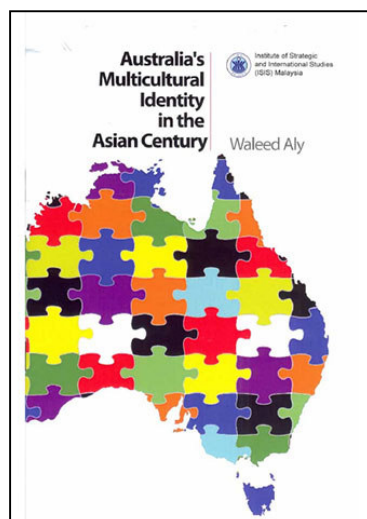 Australia's
Multicultural
Identity
in the
Asian Century
Institute of Strategic
and International Studies
(ISIS) Malaysia
Waleed Aly